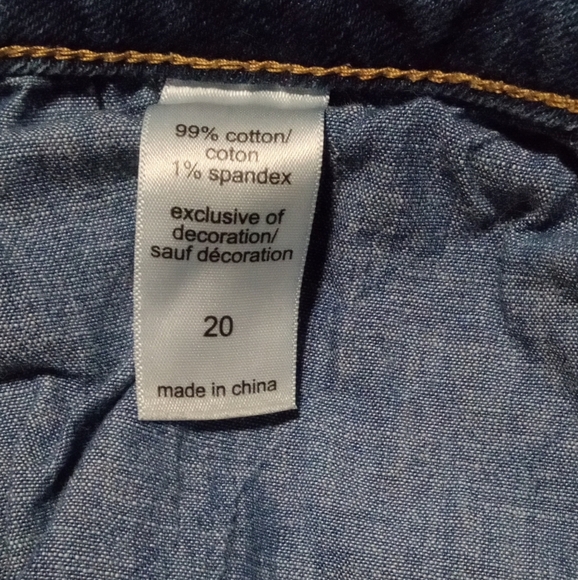 99% cotton/
coton
1% spandex
exclusive of
decoration/
sauf décoration
20
made in china